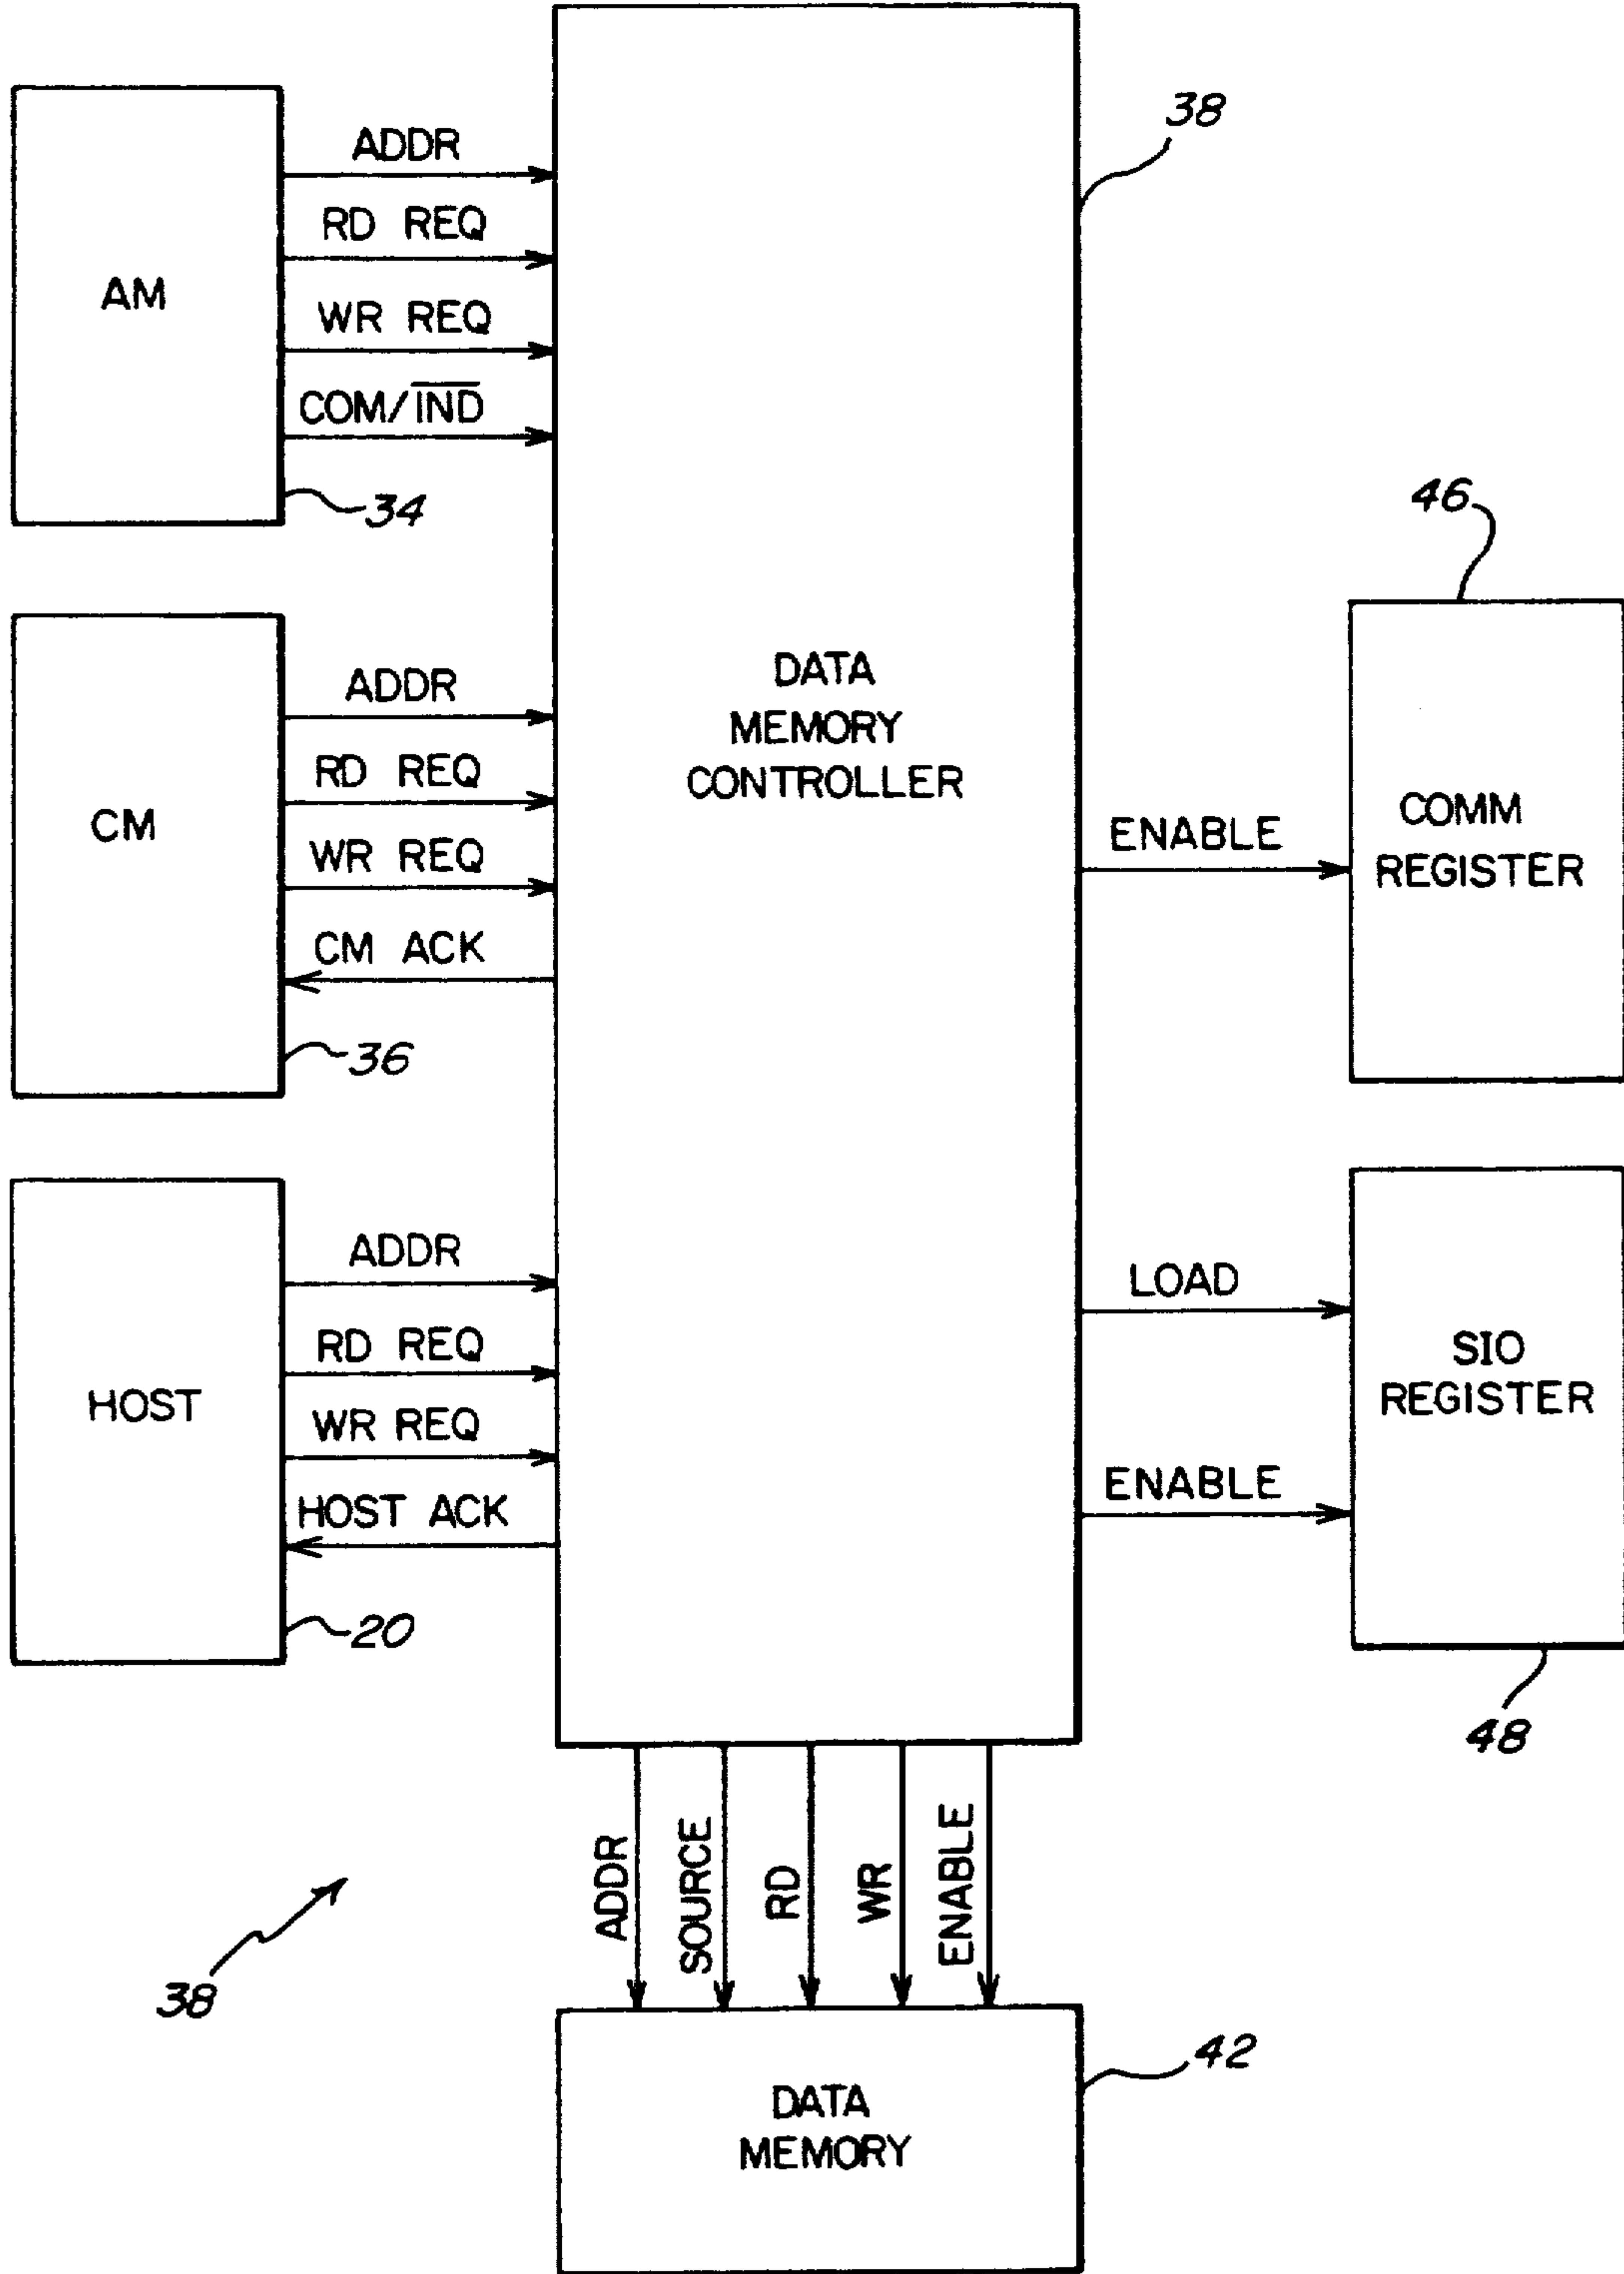 AM
ADDR
RD REQ
WR REQ
COM/I̅N̅D̅
34
CM
ADDR
RD REQ
WR REQ
CM ACK
36
HOST
ADDR
RD REQ
WR REQ
HOST ACK
20
DATA
MEMORY
CONTROLLER
38
ENABLE
COMM
REGISTER
46
LOAD
ENABLE
SIO
REGISTER
48
ADDR
SOURCE
RD
WR
ENABLE
38
DATA
MEMORY
42